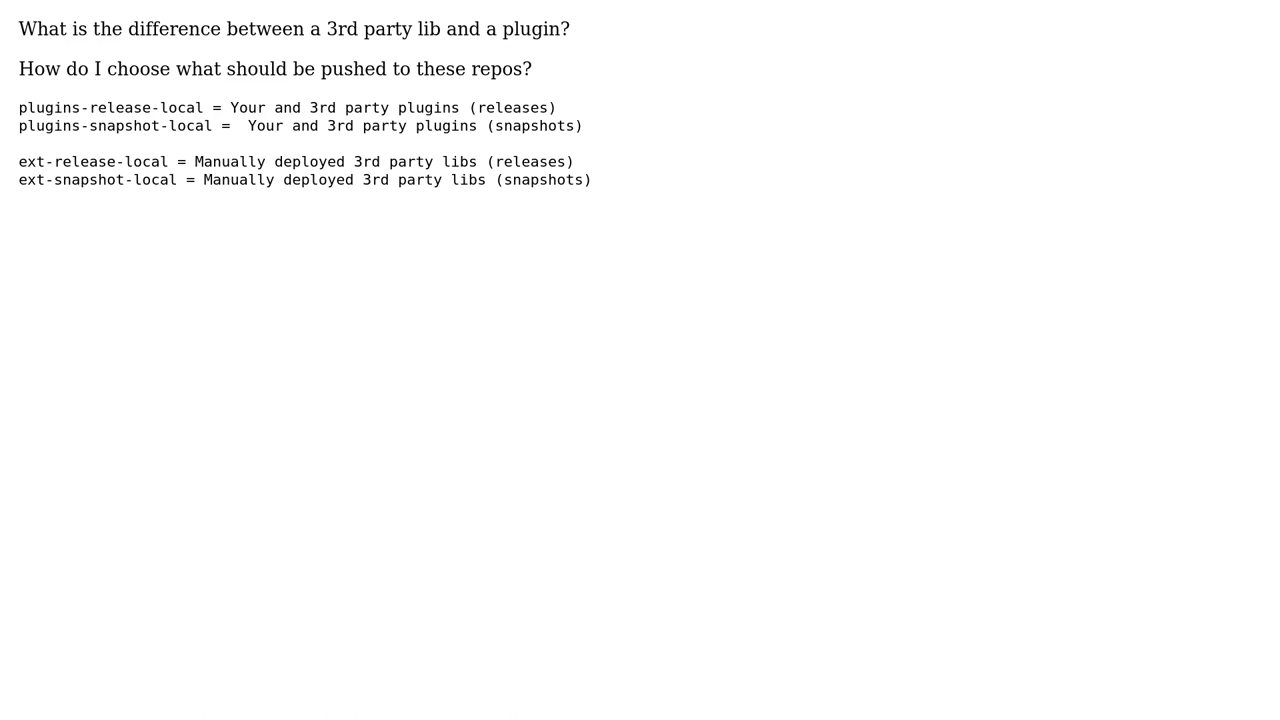 What is the difference between a 3rd party lib and a plugin?
How do I choose what should be pushed to these repos?
plugins-release-local = Your and 3rd party plugins (releases)
plugins-snapshot-local =  Your and 3rd party plugins (snapshots)
ext-release-local = Manually deployed 3rd party libs (releases)
ext-snapshot-local = Manually deployed 3rd party libs (snapshots)